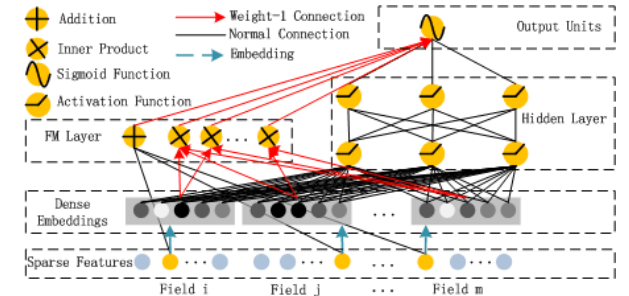 Addition
Inner Product
Sigmoid Function
Activation Function
Weight-1 Connection
Normal Connection
Embedding
Output Units
Hidden Layer
FM Layer
...
Dense
Embeddings
...
Sparse Features
... ... ... ...
Field i Field j ... Field m